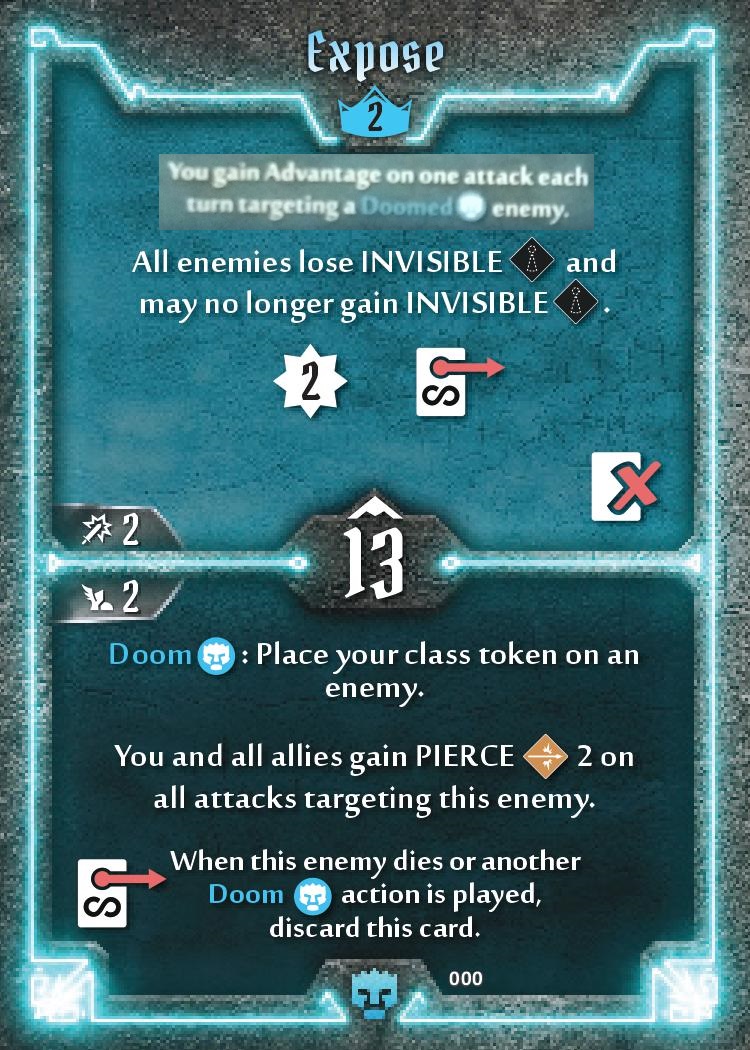 Expose
2
You gain Advantage on one attack each
turn targeting a Doomed enemy.
All enemies lose INVISIBLE and
may no longer gain INVISIBLE .
2
2
13
2
Doom : Place your class token on an
enemy.
You and all allies gain PIERCE 2 on
all attacks targeting this enemy.
When this enemy dies or another
Doom action is played,
discard this card.
000